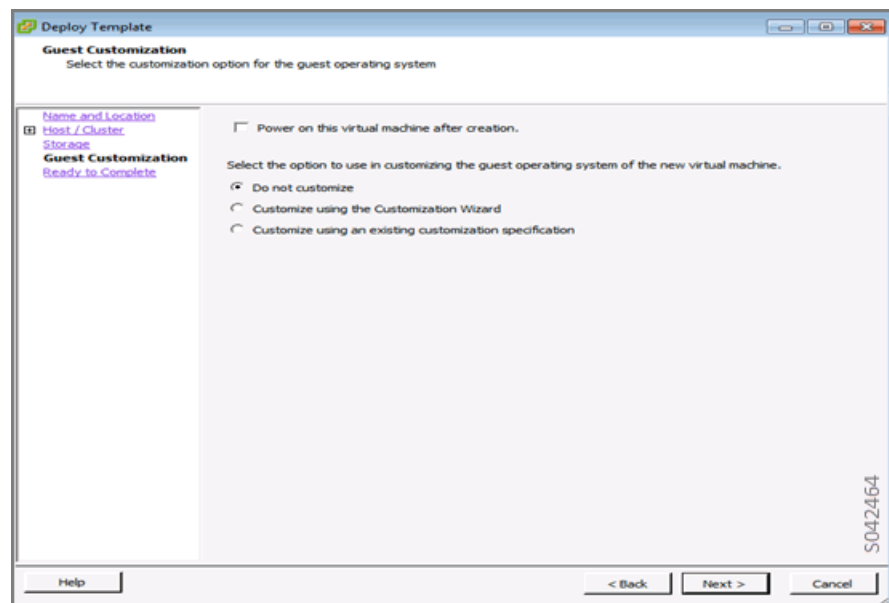 Deploy Template
Guest Customization
Select the customization option for the guest operating system
Name and Location
Host / Cluster
Storage
Guest Customization
Ready to Complete
Power on this virtual machine after creation.
Select the option to use in customizing the guest operating system of the new virtual machine.
Do not customize
Customize using the Customization Wizard
Customize using an existing customization specification
S042464
Help
< Back
Next >
Cancel